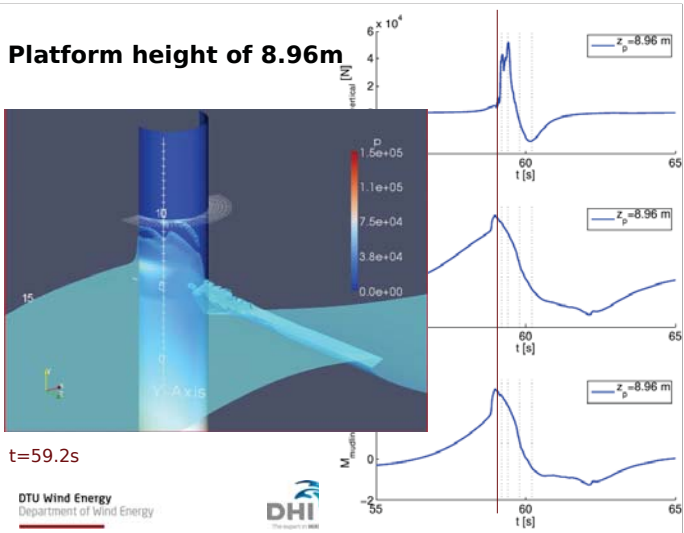 Platform height of 8.96m
6 x 10^4
4
2
vertical [N]
z_p=8.96 m
60
65
t [s]
p
1.5e+05
1.1e+05
7.5e+04
3.8e+04
0.0e+00
10
15
Y-Axis
z_p=8.96 m
60
65
t [s]
z_p=8.96 m
M_mudline
0
-2
55
60
65
t [s]
t=59.2s
DTU Wind Energy
Department of Wind Energy
DHI